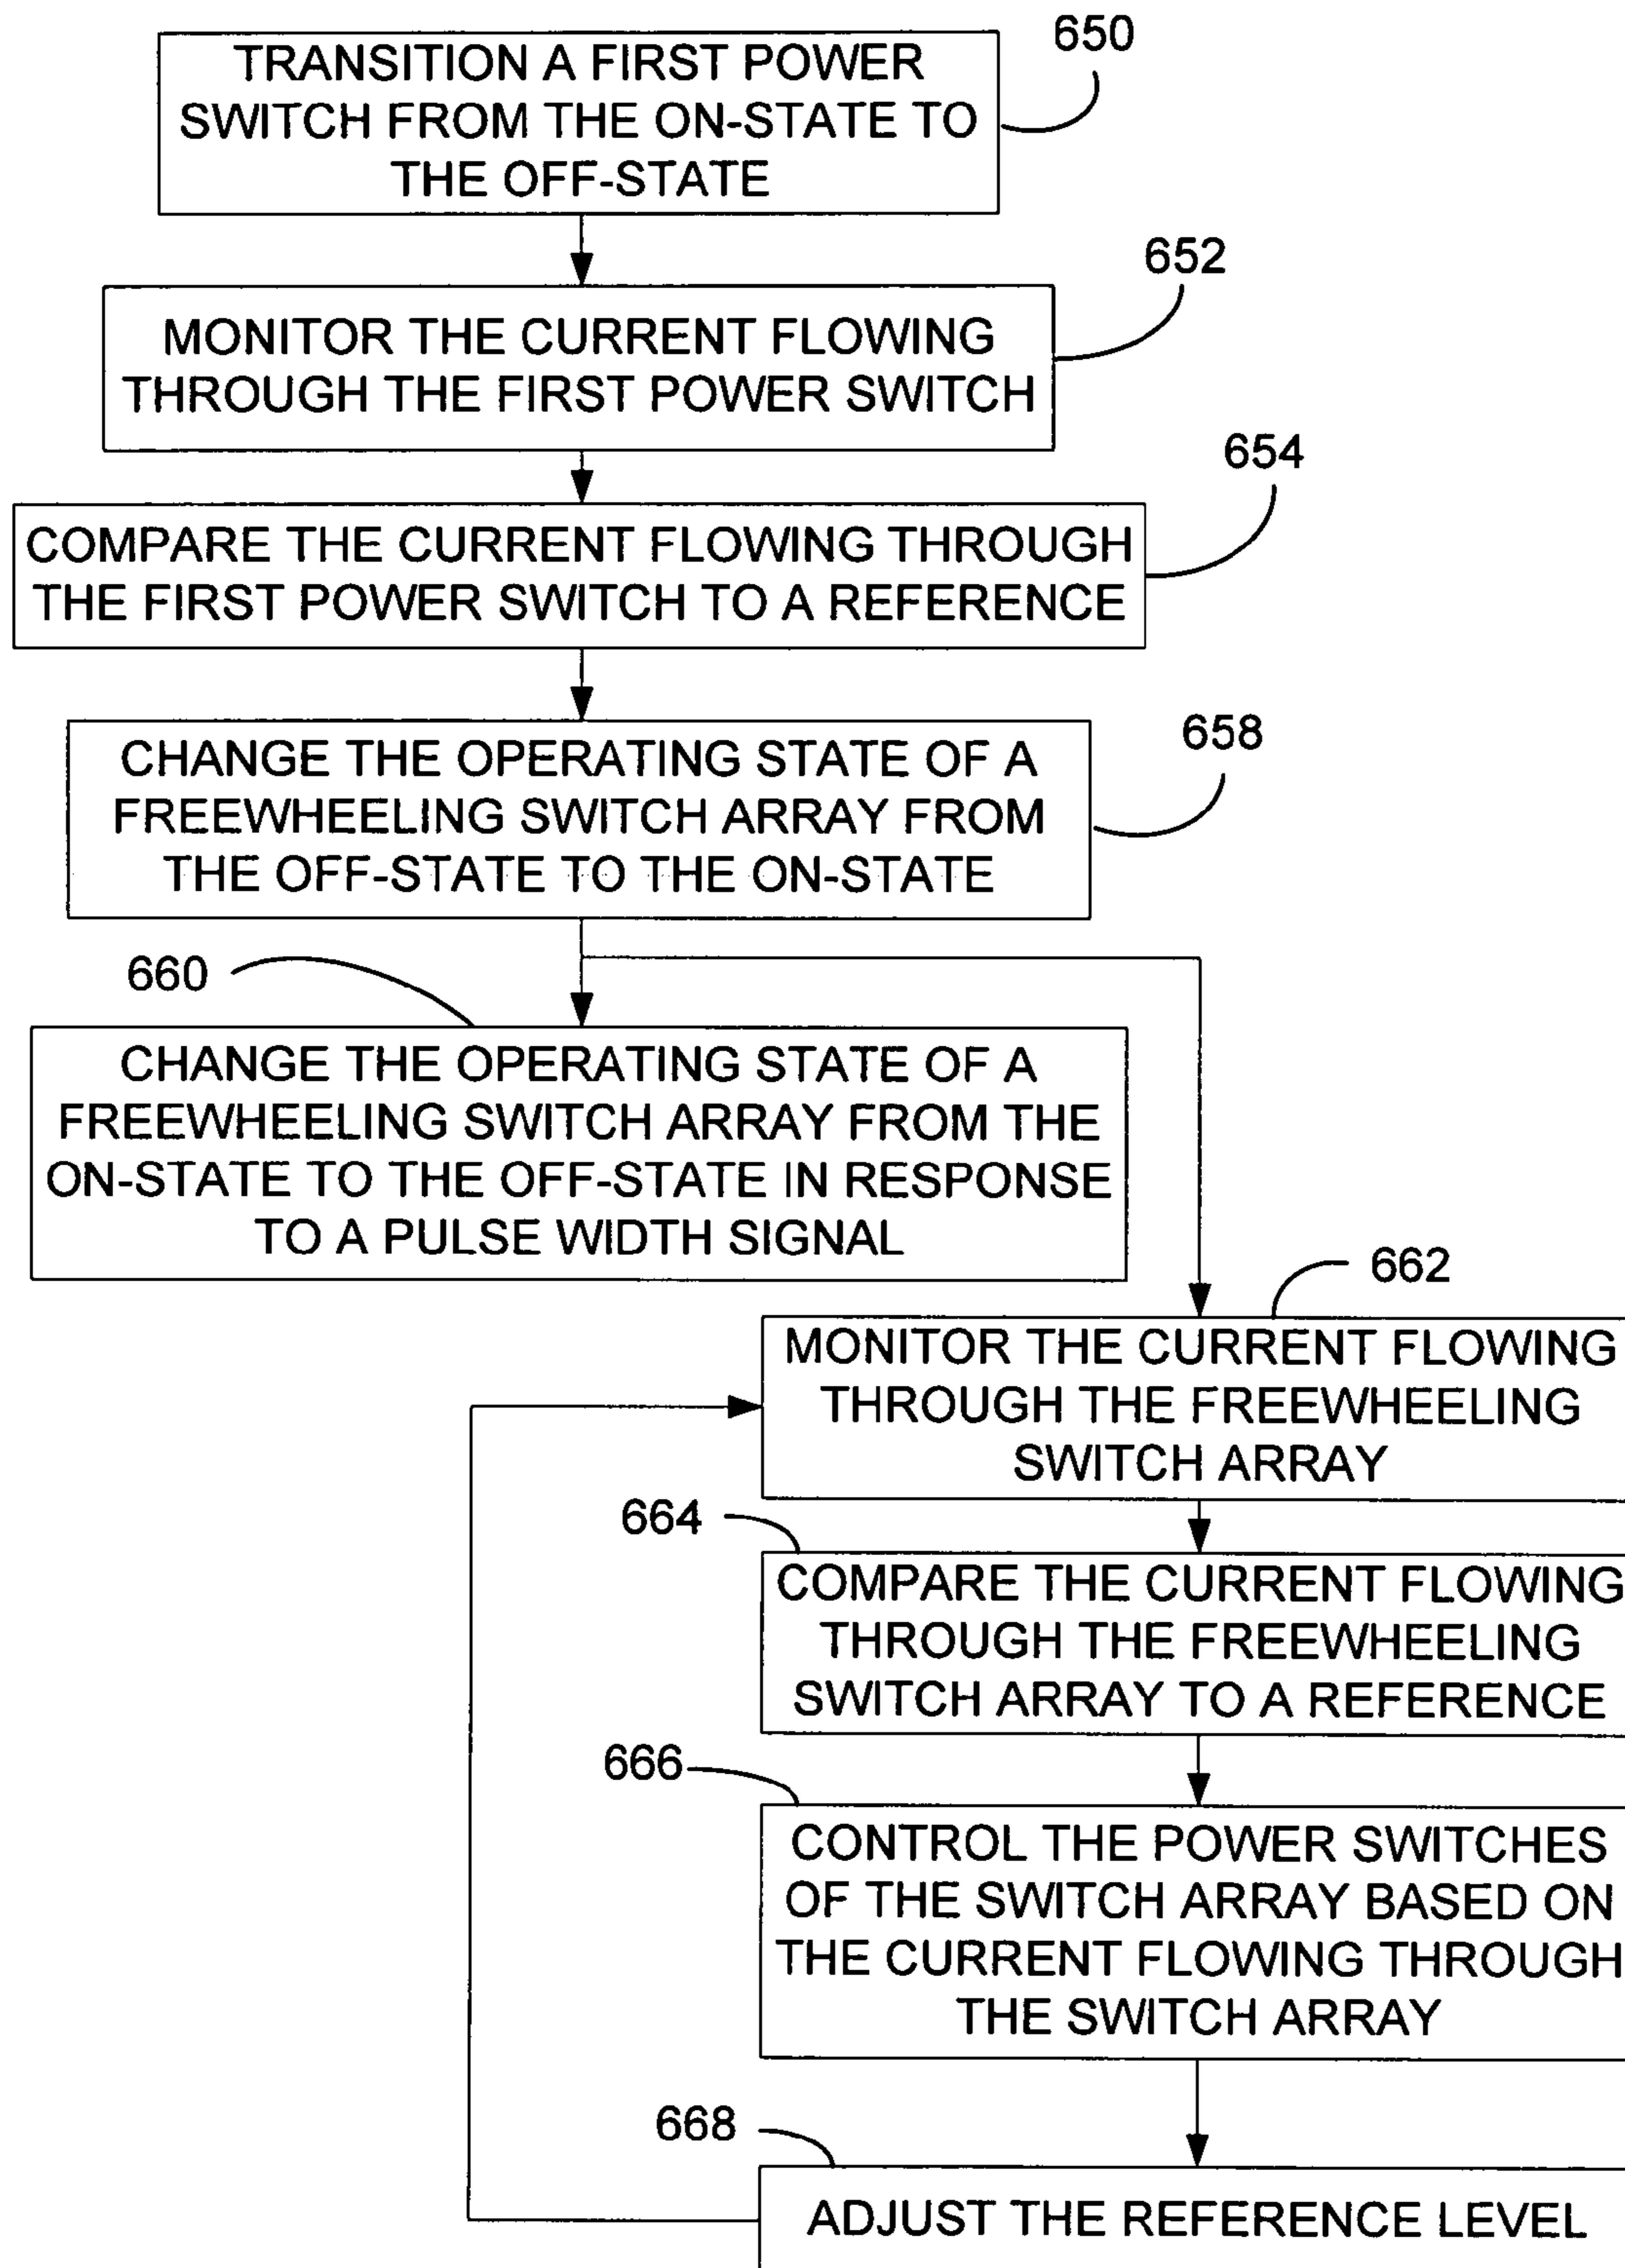 650
TRANSITION A FIRST POWER
SWITCH FROM THE ON-STATE TO
THE OFF-STATE
652
MONITOR THE CURRENT FLOWING
THROUGH THE FIRST POWER SWITCH
654
COMPARE THE CURRENT FLOWING THROUGH
THE FIRST POWER SWITCH TO A REFERENCE
658
CHANGE THE OPERATING STATE OF A
FREEWHEELING SWITCH ARRAY FROM
THE OFF-STATE TO THE ON-STATE
660
CHANGE THE OPERATING STATE OF A
FREEWHEELING SWITCH ARRAY FROM THE
ON-STATE TO THE OFF-STATE IN RESPONSE
TO A PULSE WIDTH SIGNAL
662
MONITOR THE CURRENT FLOWING
THROUGH THE FREEWHEELING
SWITCH ARRAY
664
COMPARE THE CURRENT FLOWING
THROUGH THE FREEWHEELING
SWITCH ARRAY TO A REFERENCE
666
CONTROL THE POWER SWITCHES
OF THE SWITCH ARRAY BASED ON
THE CURRENT FLOWING THROUGH
THE SWITCH ARRAY
668
ADJUST THE REFERENCE LEVEL